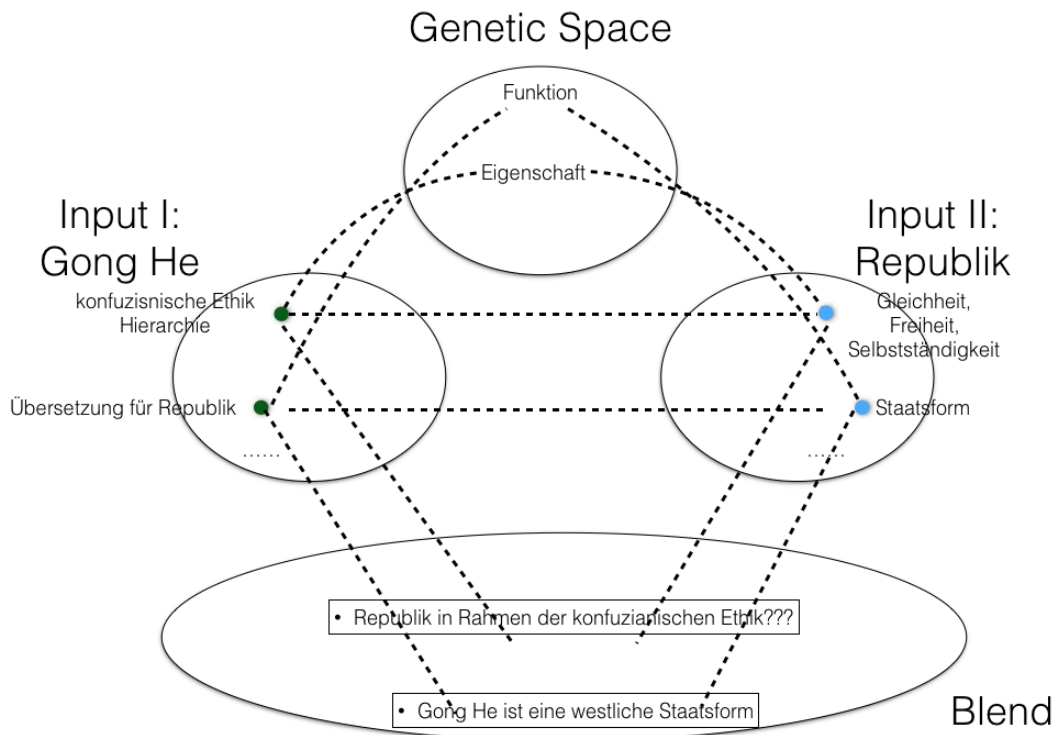 Genetic Space
Funktion
Eigenschaft
Input I:
Gong He
konfuzisnische Ethik
Hierarchie
Übersetzung für Republik
......
Input II:
Republik
Gleichheit,
Freiheit,
Selbstständigkeit
Staatsform
......
• Republik in Rahmen der konfuzianischen Ethik???
• Gong He ist eine westliche Staatsform
Blend